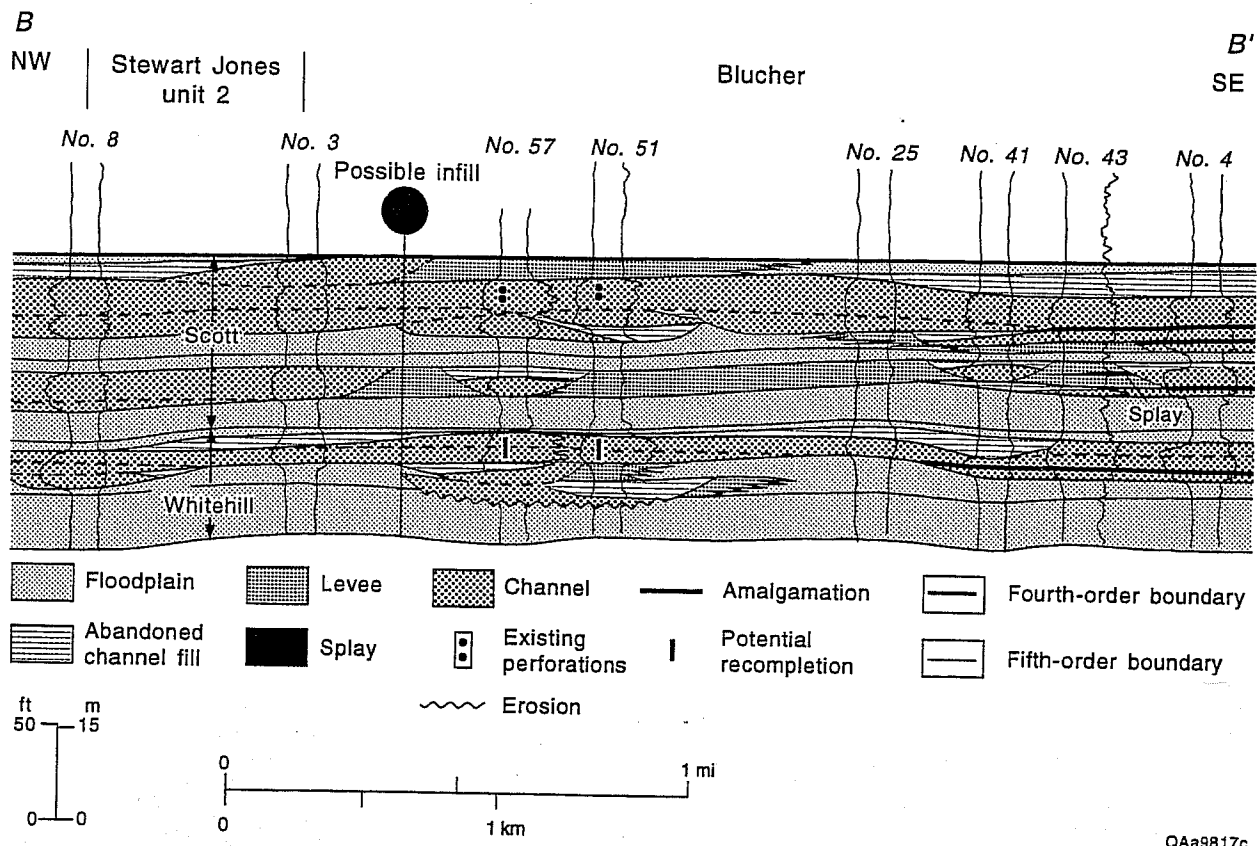 B
B'
NW
Stewart Jones
unit 2
Blucher
SE
No. 8
No. 3
No. 57
No. 51
No. 25
No. 41
No. 43
No. 4
Possible infill
Scott
Splay
Whitehill
Floodplain
Levee
Channel
Amalgamation
Fourth-order boundary
Abandoned
channel fill
Splay
Existing
perforations
Potential
recompletion
Fifth-order boundary
Erosion
ft m
50 15
0 0
0 1 mi
0 1 km
QAa9817c